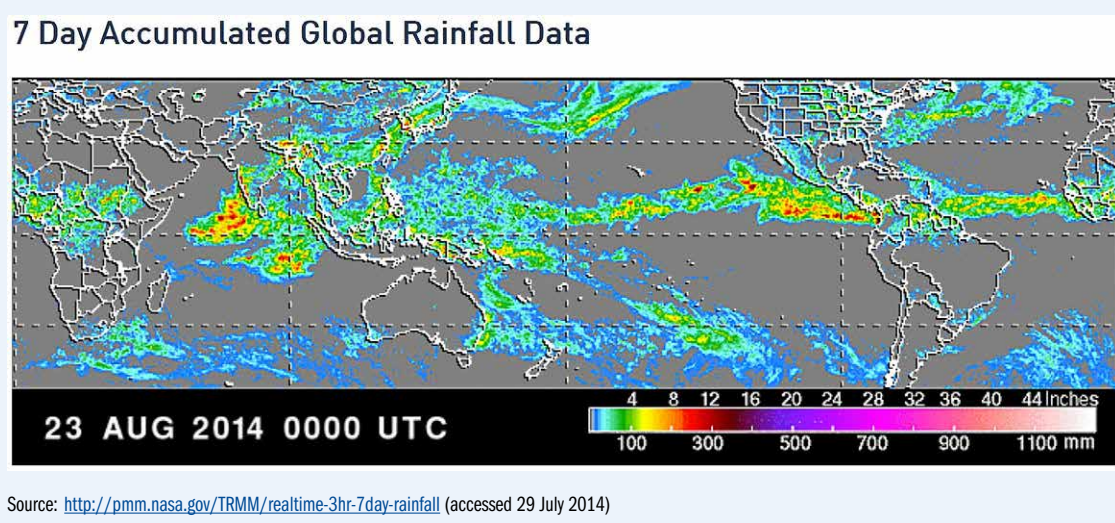 7 Day Accumulated Global Rainfall Data
4 8 12 16 20 24 28 32 36 40 44 Inches
23 AUG 2014 0000 UTC
100 300 500 700 900 1100 mm
Source: http://pmm.nasa.gov/TRMM/realtime-3hr-7day-rainfall (accessed 29 July 2014)